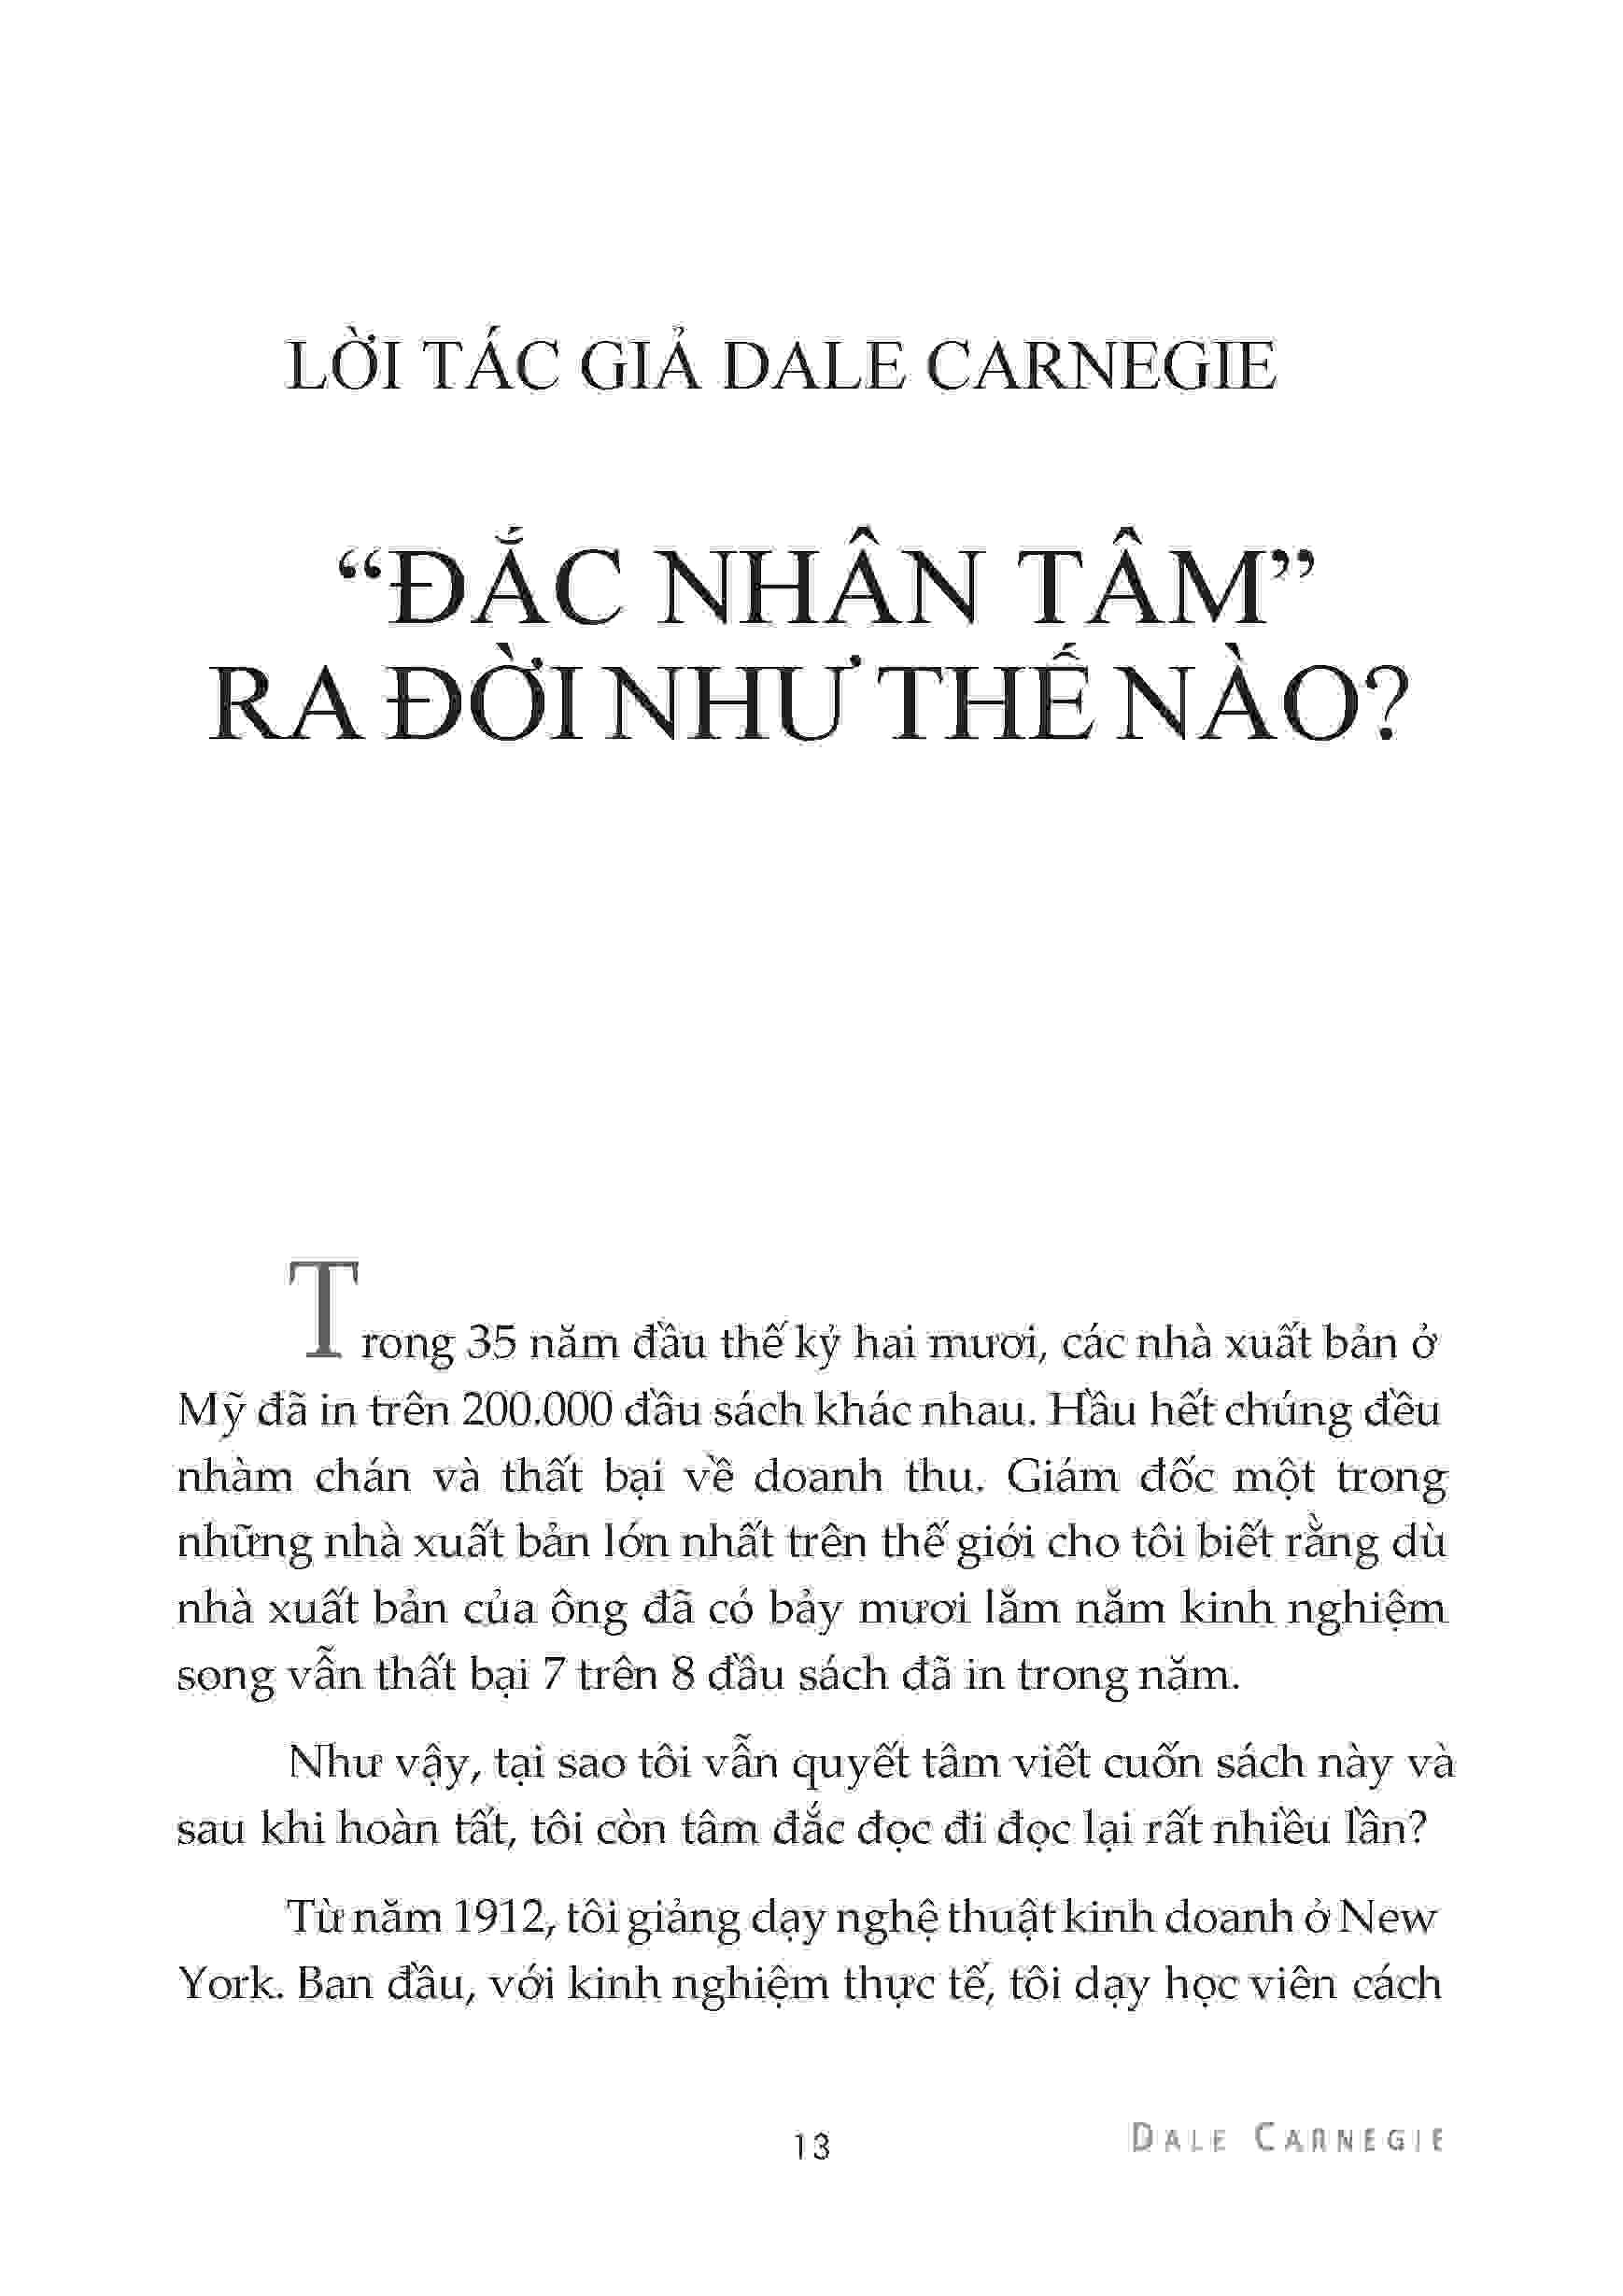 LỜI TÁC GIẢ DALE CARNEGIE
“ĐẮC NHÂN TÂM”
RA ĐỜI NHƯ THẾ NÀO?
Trong 35 năm đầu thế kỷ hai mươi, các nhà xuất bản ở
Mỹ đã in trên 200.000 đầu sách khác nhau. Hầu hết chúng đều
nhàm chán và thất bại về doanh thu. Giám đốc một trong
những nhà xuất bản lớn nhất trên thế giới cho tôi biết rằng dù
nhà xuất bản của ông đã có bảy mươi lăm năm kinh nghiệm
song vẫn thất bại 7 trên 8 đầu sách đã in trong năm.
Như vậy, tại sao tôi vẫn quyết tâm viết cuốn sách này và
sau khi hoàn tất, tôi còn tâm đắc đọc đi đọc lại rất nhiều lần?
Từ năm 1912, tôi giảng dạy nghệ thuật kinh doanh ở New
York. Ban đầu, với kinh nghiệm thực tế, tôi dạy học viên cách
13
DALE CARNEGIE